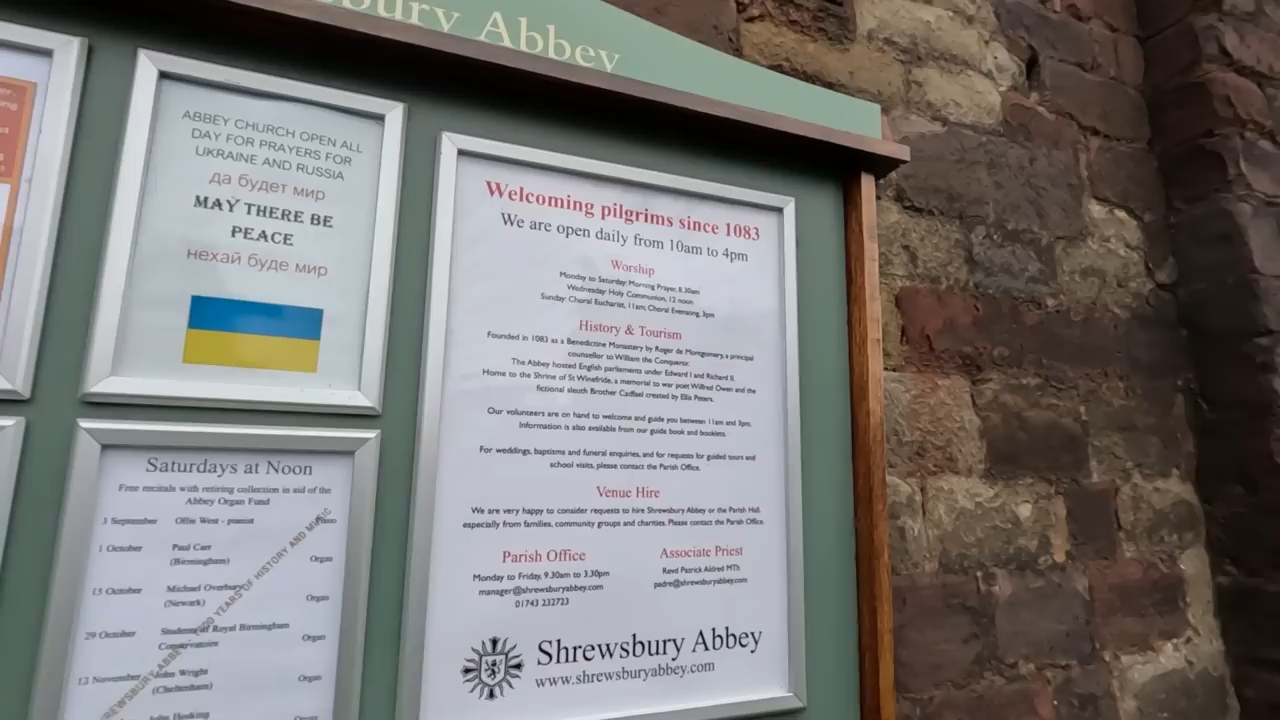 sbury Abbey
ABBEY CHURCH OPEN ALL
DAY FOR PRAYERS FOR
UKRAINE AND RUSSIA
да будет мир
MAY THERE BE
PEACE
нехай буде мир
Welcoming pilgrims since 1083
We are open daily from 10am to 4pm
Worship
Monday to Saturday: Morning Prayer, 8.30am
Wednesday: Holy Communion, 12 noon
Sunday: Choral Eucharist, 11am; Choral Evensong, 3pm
History & Tourism
Founded in 1083 as a Benedictine Monastery by Roger de Montgomery, a principal
counsellor to William the Conqueror.
The Abbey hosted English parliaments under Edward I and Richard II.
Home to the Shrine of St Winefride, a memorial to war poet Wilfred Owen and the
fictional sleuth Brother Cadfael created by Ellis Peters.
Our volunteers are on hand to welcome and guide you between 11am and 3pm.
Information is also available from our guide book and booklets.
For weddings, baptisms and funeral enquiries, and for requests for guided tours and
school visits, please contact the Parish Office.
Venue Hire
We are very happy to consider requests to hire Shrewsbury Abbey or the Parish Hall,
especially from families, community groups and charities. Please contact the Parish Office.
Parish Office
Monday to Friday, 9.30am to 3.30pm
manager@shrewsburyabbey.com
01743 232723
Associate Priest
Revd Patrick Aldred MTh
padre@shrewsburyabbey.com
Shrewsbury Abbey
www.shrewsburyabbey.com
Saturdays at Noon
Free recitals with retiring collection in aid of the
Abbey Organ Fund
3 September Offie West - pianist Piano
1 October Paul Carr
(Birmingham) Organ
15 October Michael Overbury
(Newark) Organ
29 October Students of Royal Birmingham
Conservatoire Organ
12 November John Wright
(Cheltenham) Organ
YEARS OF HISTORY AND MUSIC